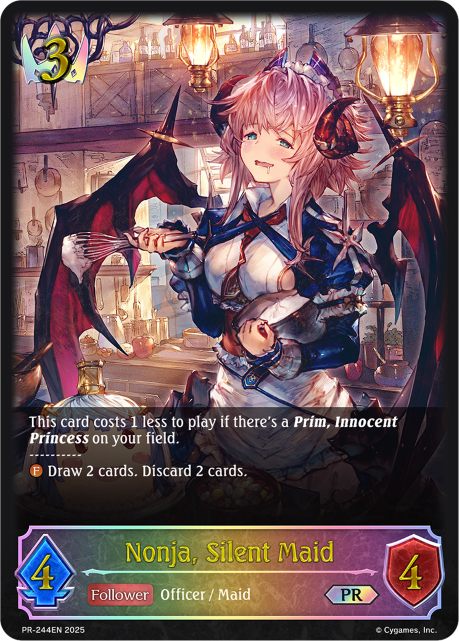 3
This card costs 1 less to play if there's a Prim, Innocent
Princess on your field.
----------
F Draw 2 cards. Discard 2 cards.
Nonja, Silent Maid
4
Follower Officer / Maid
PR
4
PR-244EN 2025
© Cygames, Inc.